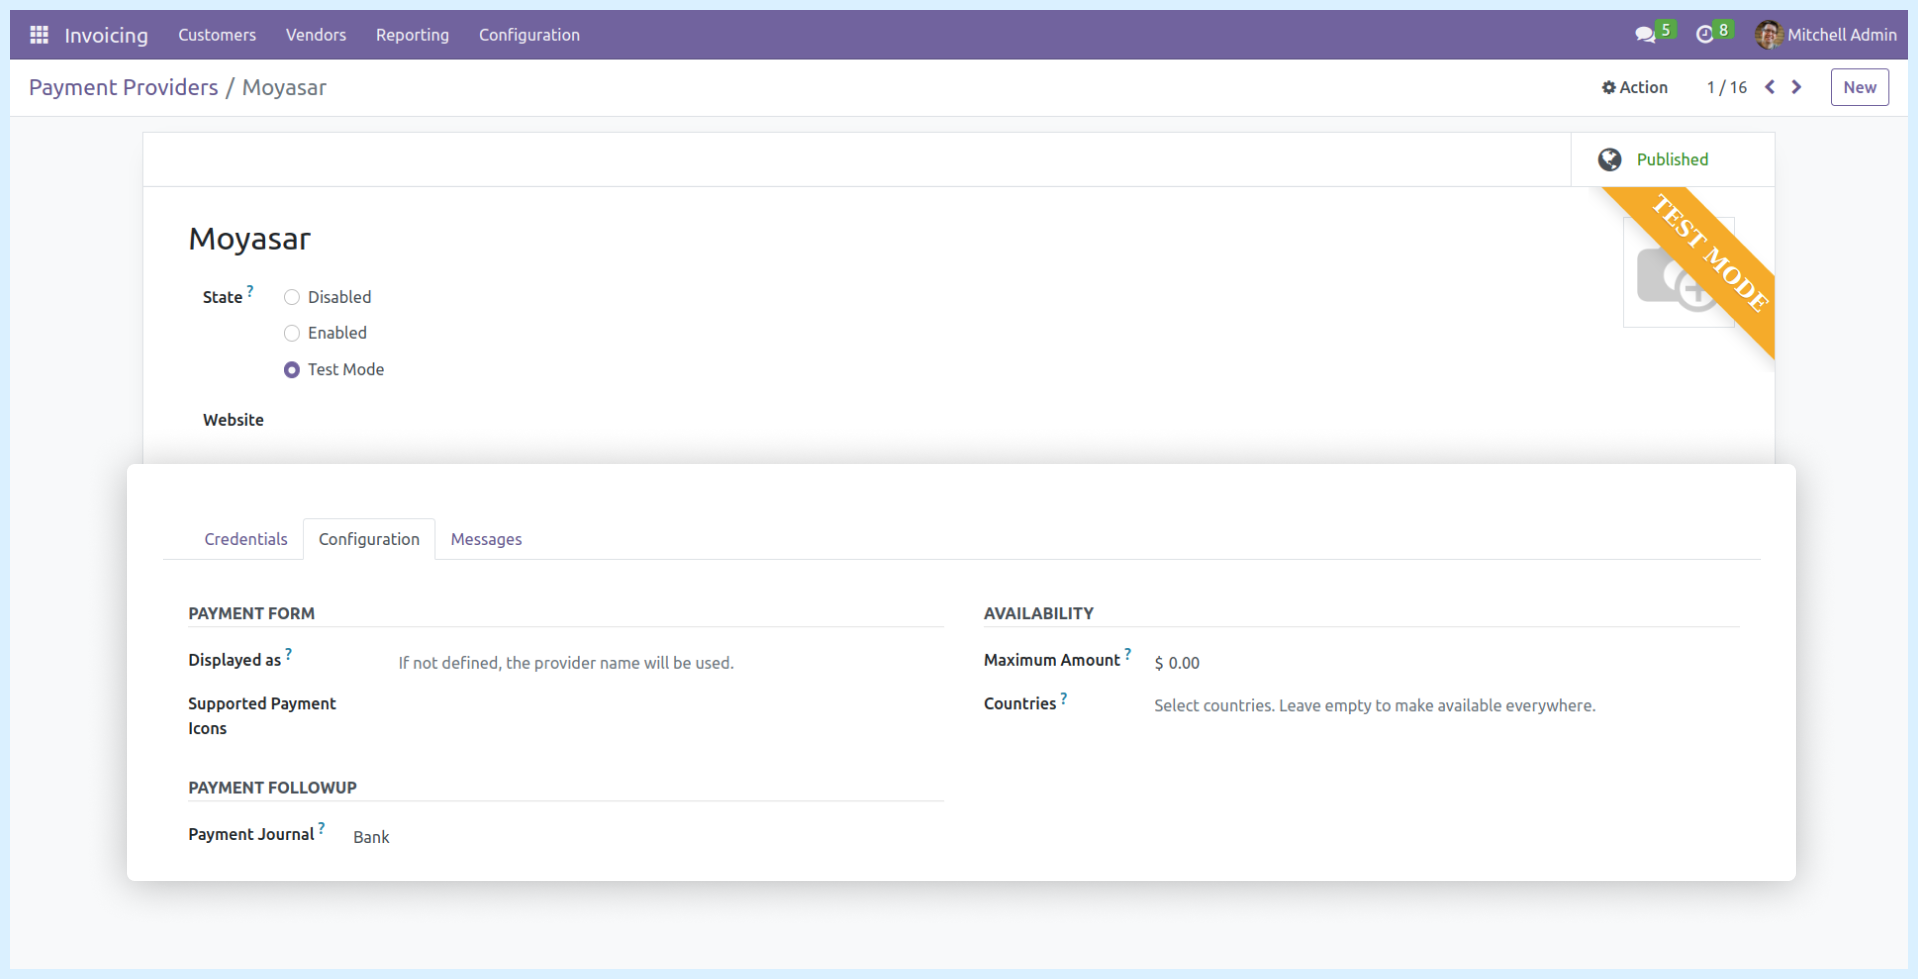 Invoicing Customers Vendors Reporting Configuration 5 8 Mitchell Admin
Payment Providers / Moyasar Action 1 / 16 New
Published
TEST MODE
Moyasar
State ? Disabled
Enabled
Test Mode
Website
Credentials Configuration Messages
PAYMENT FORM
Displayed as ? If not defined, the provider name will be used.
Supported Payment
Icons
PAYMENT FOLLOWUP
Payment Journal ? Bank
AVAILABILITY
Maximum Amount ? $ 0.00
Countries ? Select countries. Leave empty to make available everywhere.